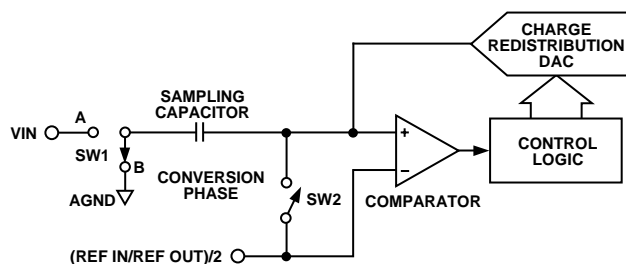 CHARGE
REDISTRIBUTION
DAC
SAMPLING
CAPACITOR
A
VIN
+
SW1
B
CONTROL
LOGIC
CONVERSION
PHASE
−
AGND
SW2
COMPARATOR
(REF IN/REF OUT)/2